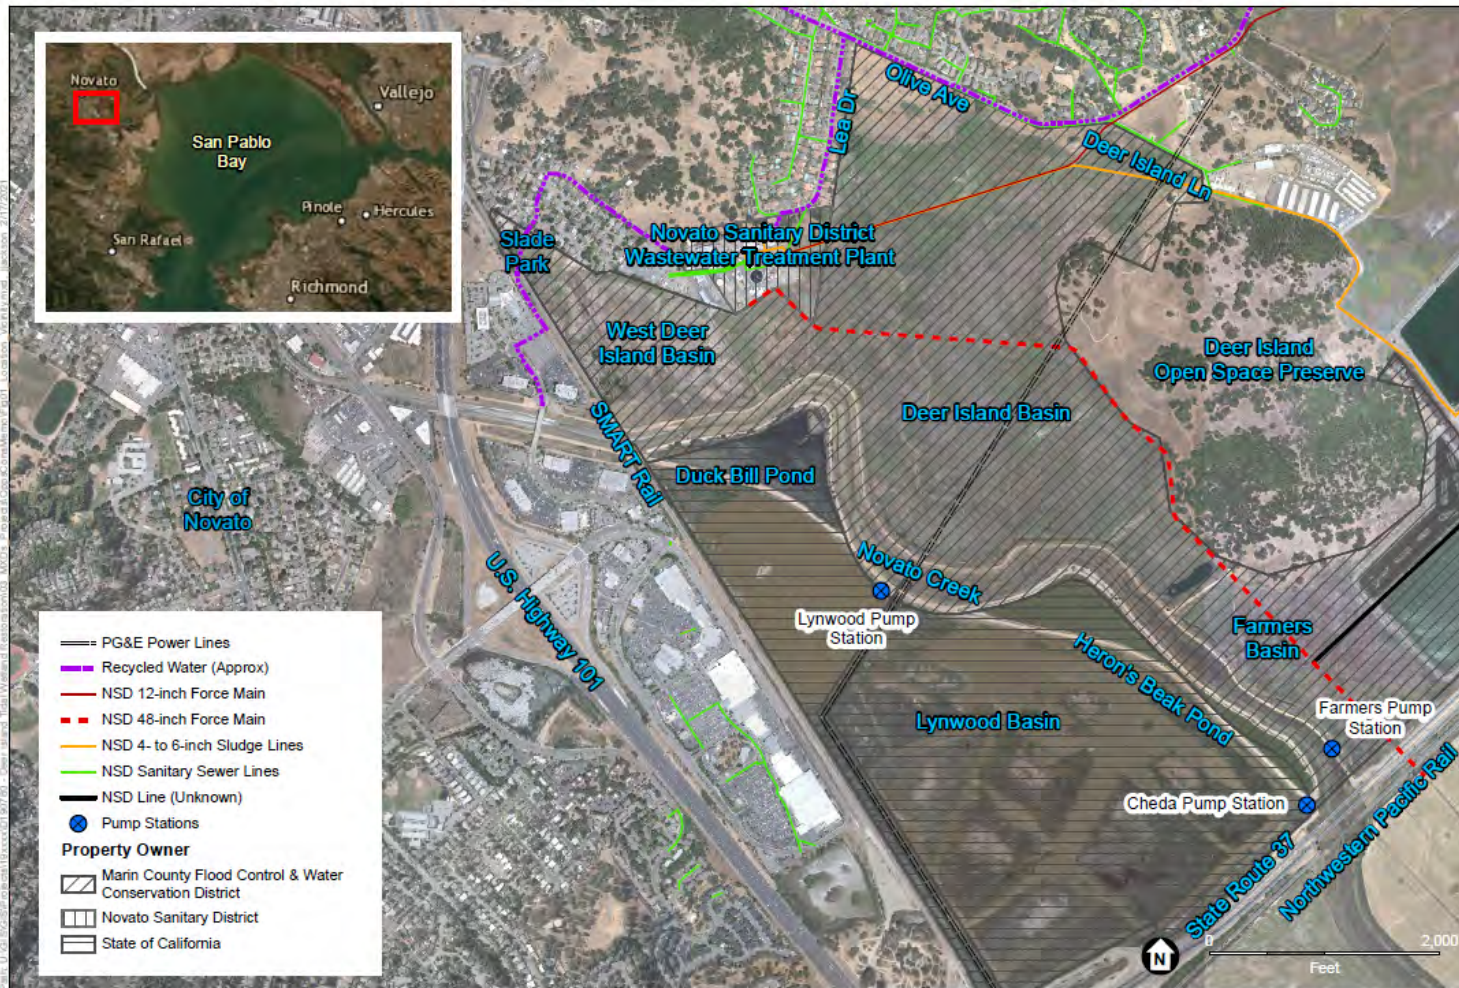 Novato
Vallejo
San Pablo
Bay
Pinole
Hercules
San Rafael
Richmond
Olive Ave
Lea Dr
Deer Island Ln
Slade
Park
Novato Sanitary District
Wastewater Treatment Plant
West Deer
Island Basin
Deer Island
Open Space Preserve
Deer Island Basin
SMART Rail
Duck Bill Pond
City of
Novato
U.S. Highway 101
Novato Creek
Lynwood Pump
Station
Farmers
Basin
Heron's Beak Pond
Lynwood Basin
Farmers Pump
Station
Cheda Pump Station
State Route 37
Northwestern Pacific Rail
PG&E Power Lines
Recycled Water (Approx)
NSD 12-inch Force Main
NSD 48-inch Force Main
NSD 4- to 6-inch Sludge Lines
NSD Sanitary Sewer Lines
NSD Line (Unknown)
Pump Stations
Property Owner
Marin County Flood Control & Water
Conservation District
Novato Sanitary District
State of California
N
0
2,000
Feet